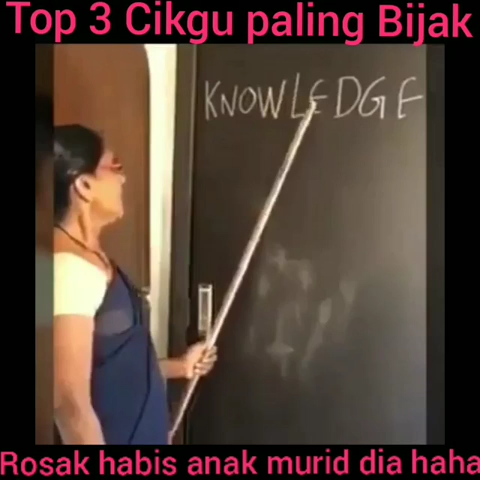 Top 3 Cikgu paling Bijak
KNOWLEDGE
Rosak habis anak murid dia haha